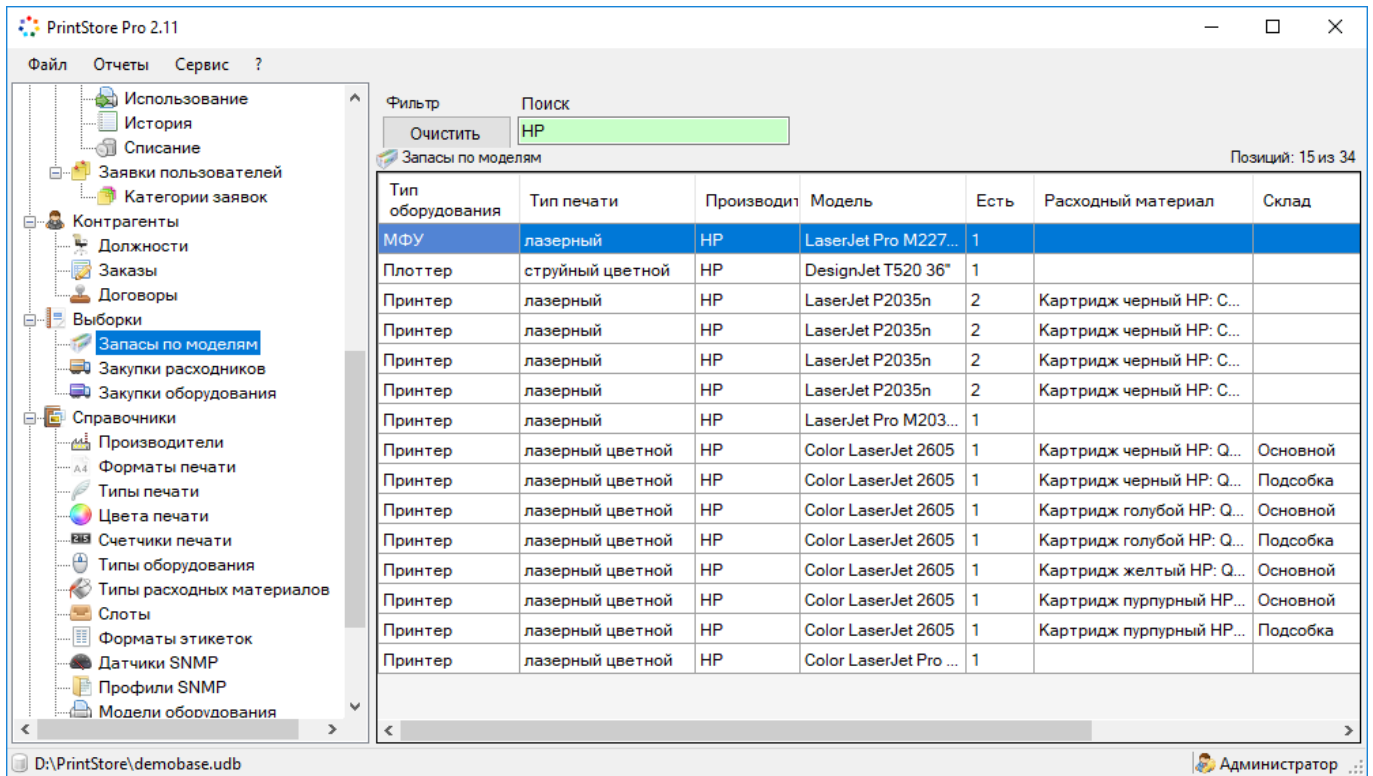 PrintStore Pro 2.11
Файл Отчеты Сервис ?
Использование
История
Списание
Заявки пользователей
Категории заявок
Контрагенты
Должности
Заказы
Договоры
Выборки
Запасы по моделям
Закупки расходников
Закупки оборудования
Справочники
Производители
A4 Форматы печати
Типы печати
Цвета печати
Счетчики печати
Типы оборудования
Типы расходных материалов
Слоты
Форматы этикеток
Датчики SNMP
Профили SNMP
Модели оборудования
Фильтр Поиск
Очистить HP
Запасы по моделям Позиций: 15 из 34
Тип оборудования Тип печати Производит Модель Есть Расходный материал Склад
МФУ лазерный HP LaserJet Pro M227... 1
Плоттер струйный цветной HP DesignJet T520 36" 1
Принтер лазерный HP LaserJet P2035n 2 Картридж черный HP: C...
Принтер лазерный HP LaserJet P2035n 2 Картридж черный HP: C...
Принтер лазерный HP LaserJet P2035n 2 Картридж черный HP: C...
Принтер лазерный HP LaserJet P2035n 2 Картридж черный HP: C...
Принтер лазерный HP LaserJet Pro M203... 1
Принтер лазерный цветной HP Color LaserJet 2605 1 Картридж черный HP: Q... Основной
Принтер лазерный цветной HP Color LaserJet 2605 1 Картридж черный HP: Q... Подсобка
Принтер лазерный цветной HP Color LaserJet 2605 1 Картридж голубой HP: Q... Основной
Принтер лазерный цветной HP Color LaserJet 2605 1 Картридж голубой HP: Q... Подсобка
Принтер лазерный цветной HP Color LaserJet 2605 1 Картридж желтый HP: Q... Основной
Принтер лазерный цветной HP Color LaserJet 2605 1 Картридж пурпурный HP... Основной
Принтер лазерный цветной HP Color LaserJet 2605 1 Картридж пурпурный HP... Подсобка
Принтер лазерный цветной HP Color LaserJet Pro ... 1
D:\PrintStore\demobase.udb Администратор